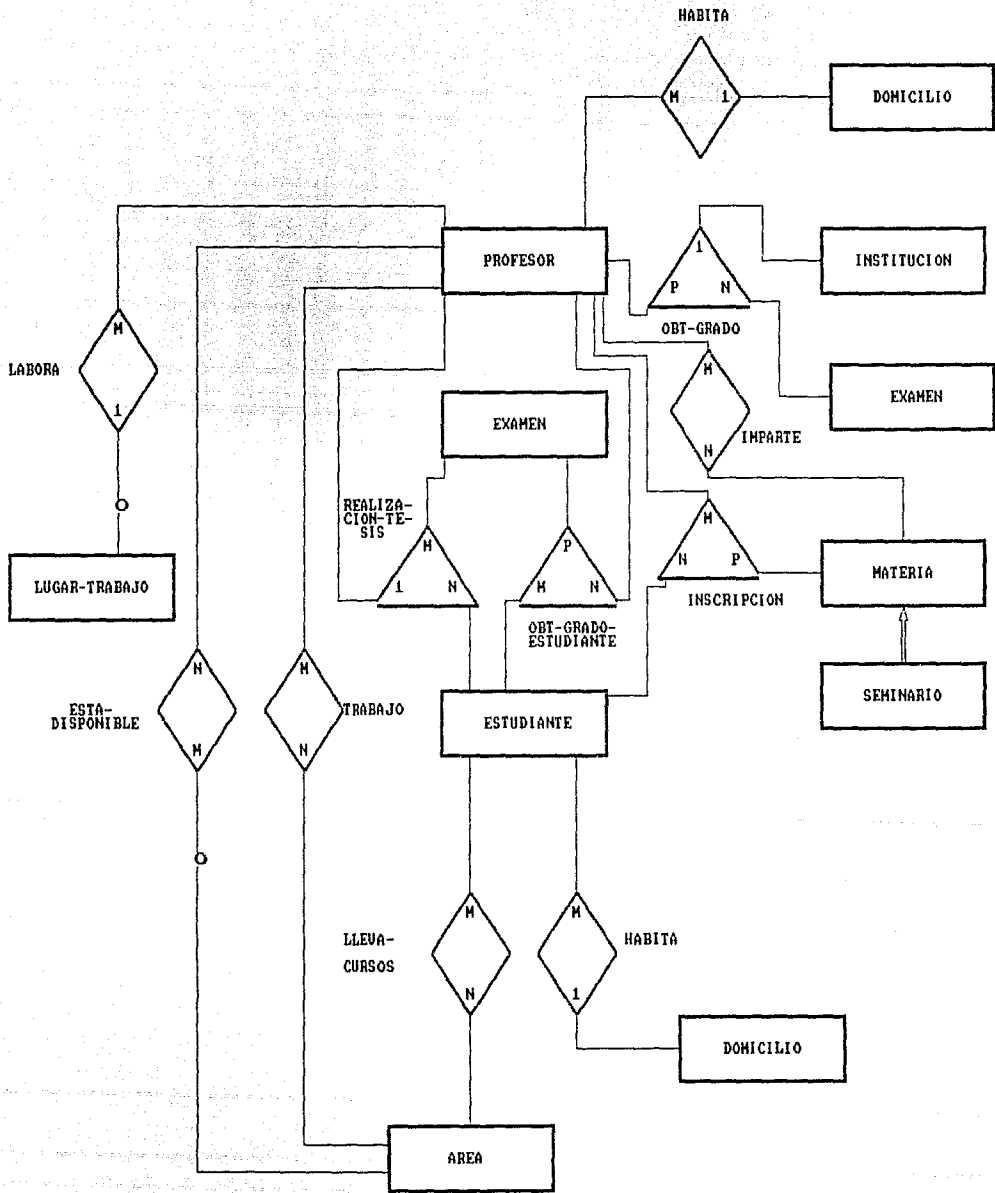 HABITA
M 1
DOMICILIO
PROFESOR
1
P N
OBT-GRADO
INSTITUCION
M
LABORA
1
O
LUGAR-TRABAJO
EXAMEN
M
IMPARTE
N
EXAMEN
REALIZA-
CION-TE-
SIS
M
1 N
P
M N
OBT-GRADO-
ESTUDIANTE
M
N P
INSCRIPCION
MATERIA
SEMINARIO
N
ESTA-
DISPONIBLE
M
O
M
TRABAJO
N
ESTUDIANTE
M
LLEVA-
CURSOS
N
M
HABITA
1
DOMICILIO
AREA